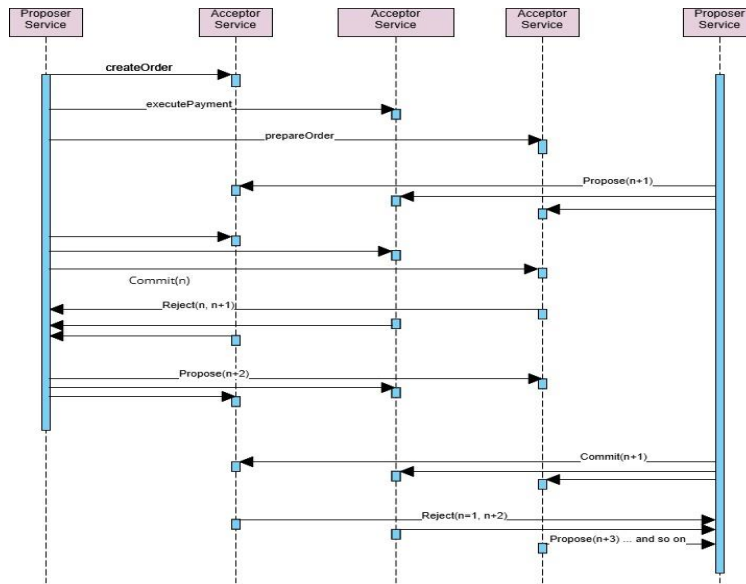 Proposer
Service
Acceptor
Service
Acceptor
Service
Acceptor
Service
Proposer
Service
createOrder
executePayment
prepareOrder
Propose(n+1)
Commit(n)
Reject(n, n+1)
Propose(n+2)
Commit(n+1)
Reject(n=1, n+2)
Propose(n+3) ... and so on